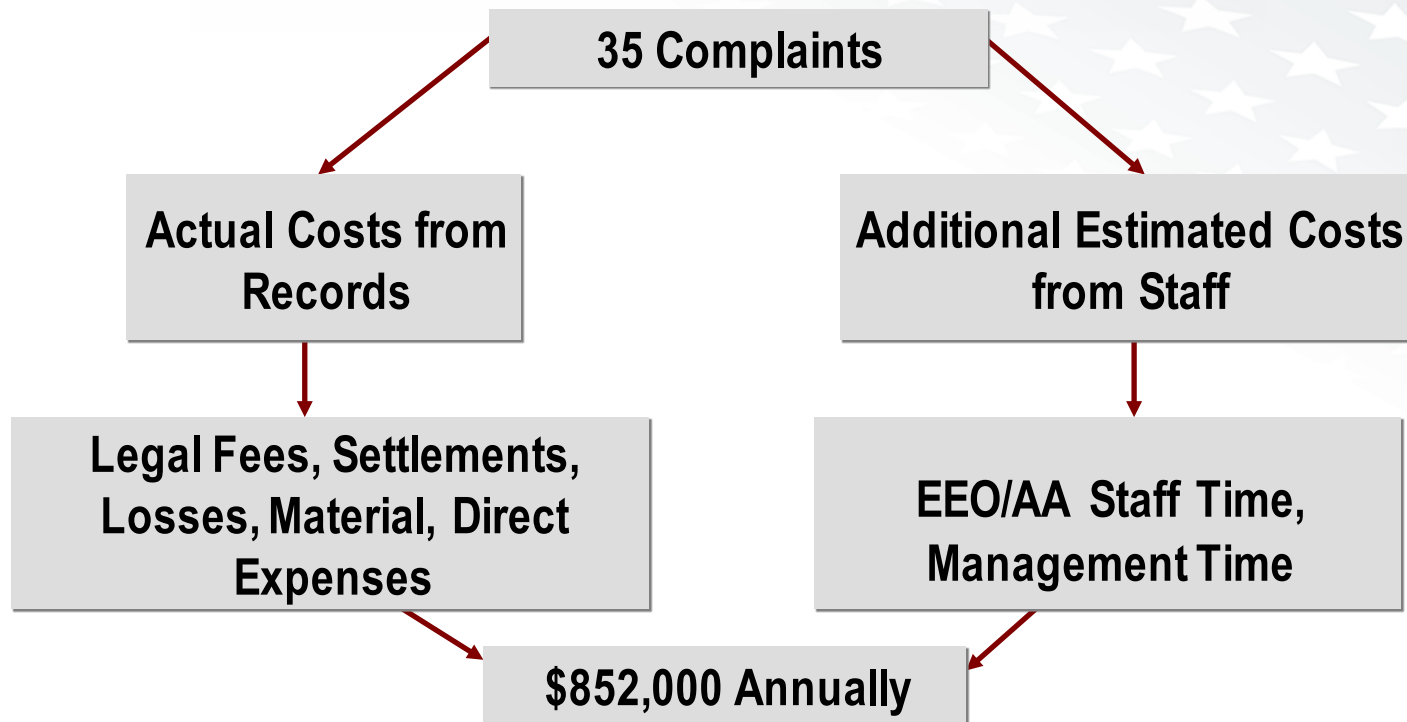 35 Complaints
Actual Costs from
Records
Additional Estimated Costs
from Staff
Legal Fees, Settlements,
Losses, Material, Direct
Expenses
EEO/AA Staff Time,
Management Time
$852,000 Annually